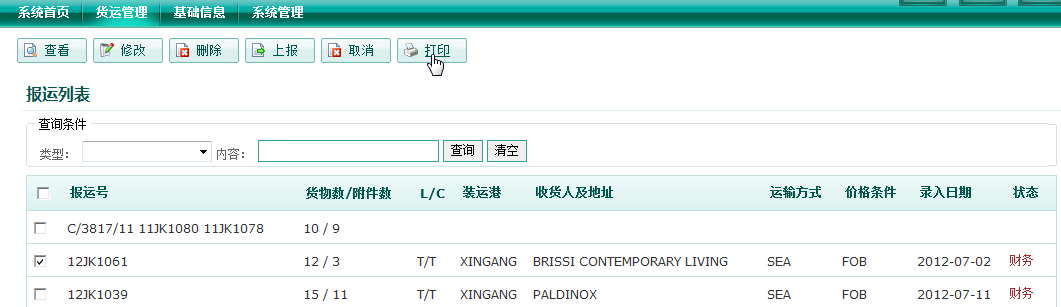 系统首页 货运管理 基础信息 系统管理
查看 修改 删除 上报 取消 打印
报运列表
查询条件
类型: 内容: 查询 清空
报运号 货物数/附件数 L/C 装运港 收货人及地址 运输方式 价格条件 录入日期 状态
C/3817/11 11JK1080 11JK1078 10 / 9
12JK1061 12 / 3 T/T XINGANG BRISSI CONTEMPORARY LIVING SEA FOB 2012-07-02 财务
12JK1039 15 / 11 T/T XINGANG PALDINOX SEA FOB 2012-07-11 财务